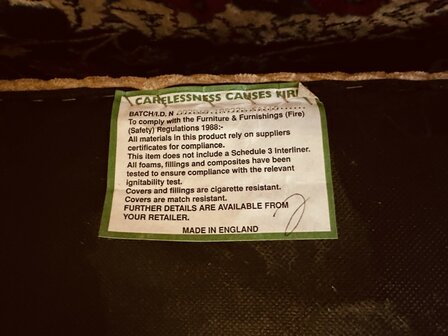 CARELESSNESS CAUSES FIRE
BATCH/I.D. N
To comply with the Furniture & Furnishings (Fire)
(Safety) Regulations 1988:-
All materials in this product rely on suppliers
certificates for compliance.
This item does not include a Schedule 3 Interliner.
All foams, fillings and composites have been
tested to ensure compliance with the relevant
ignitability test.
Covers and fillings are cigarette resistant.
Covers are match resistant.
FURTHER DETAILS ARE AVAILABLE FROM
YOUR RETAILER.
MADE IN ENGLAND